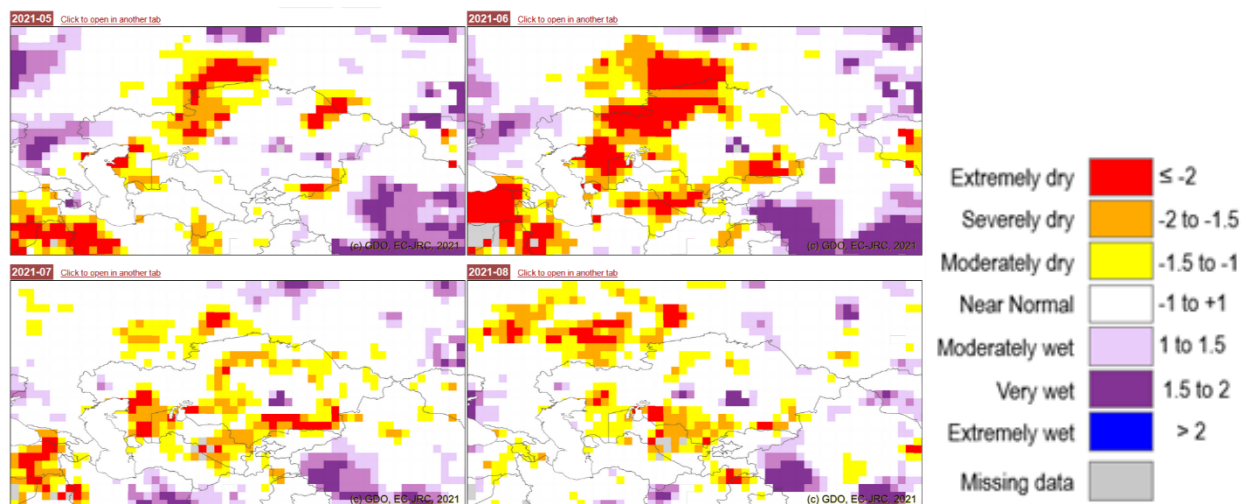 2021-05 Click to open in another tab
2021-06 Click to open in another tab
(c) GDO, EC-JRC, 2021
(c) GDO, EC-JRC, 2021
2021-07 Click to open in another tab
2021-08 Click to open in another tab
(c) GDO, EC-JRC, 2021
(c) GDO, EC-JRC, 2021
Extremely dry ≤ -2
Severely dry -2 to -1.5
Moderately dry -1.5 to -1
Near Normal -1 to +1
Moderately wet 1 to 1.5
Very wet 1.5 to 2
Extremely wet > 2
Missing data